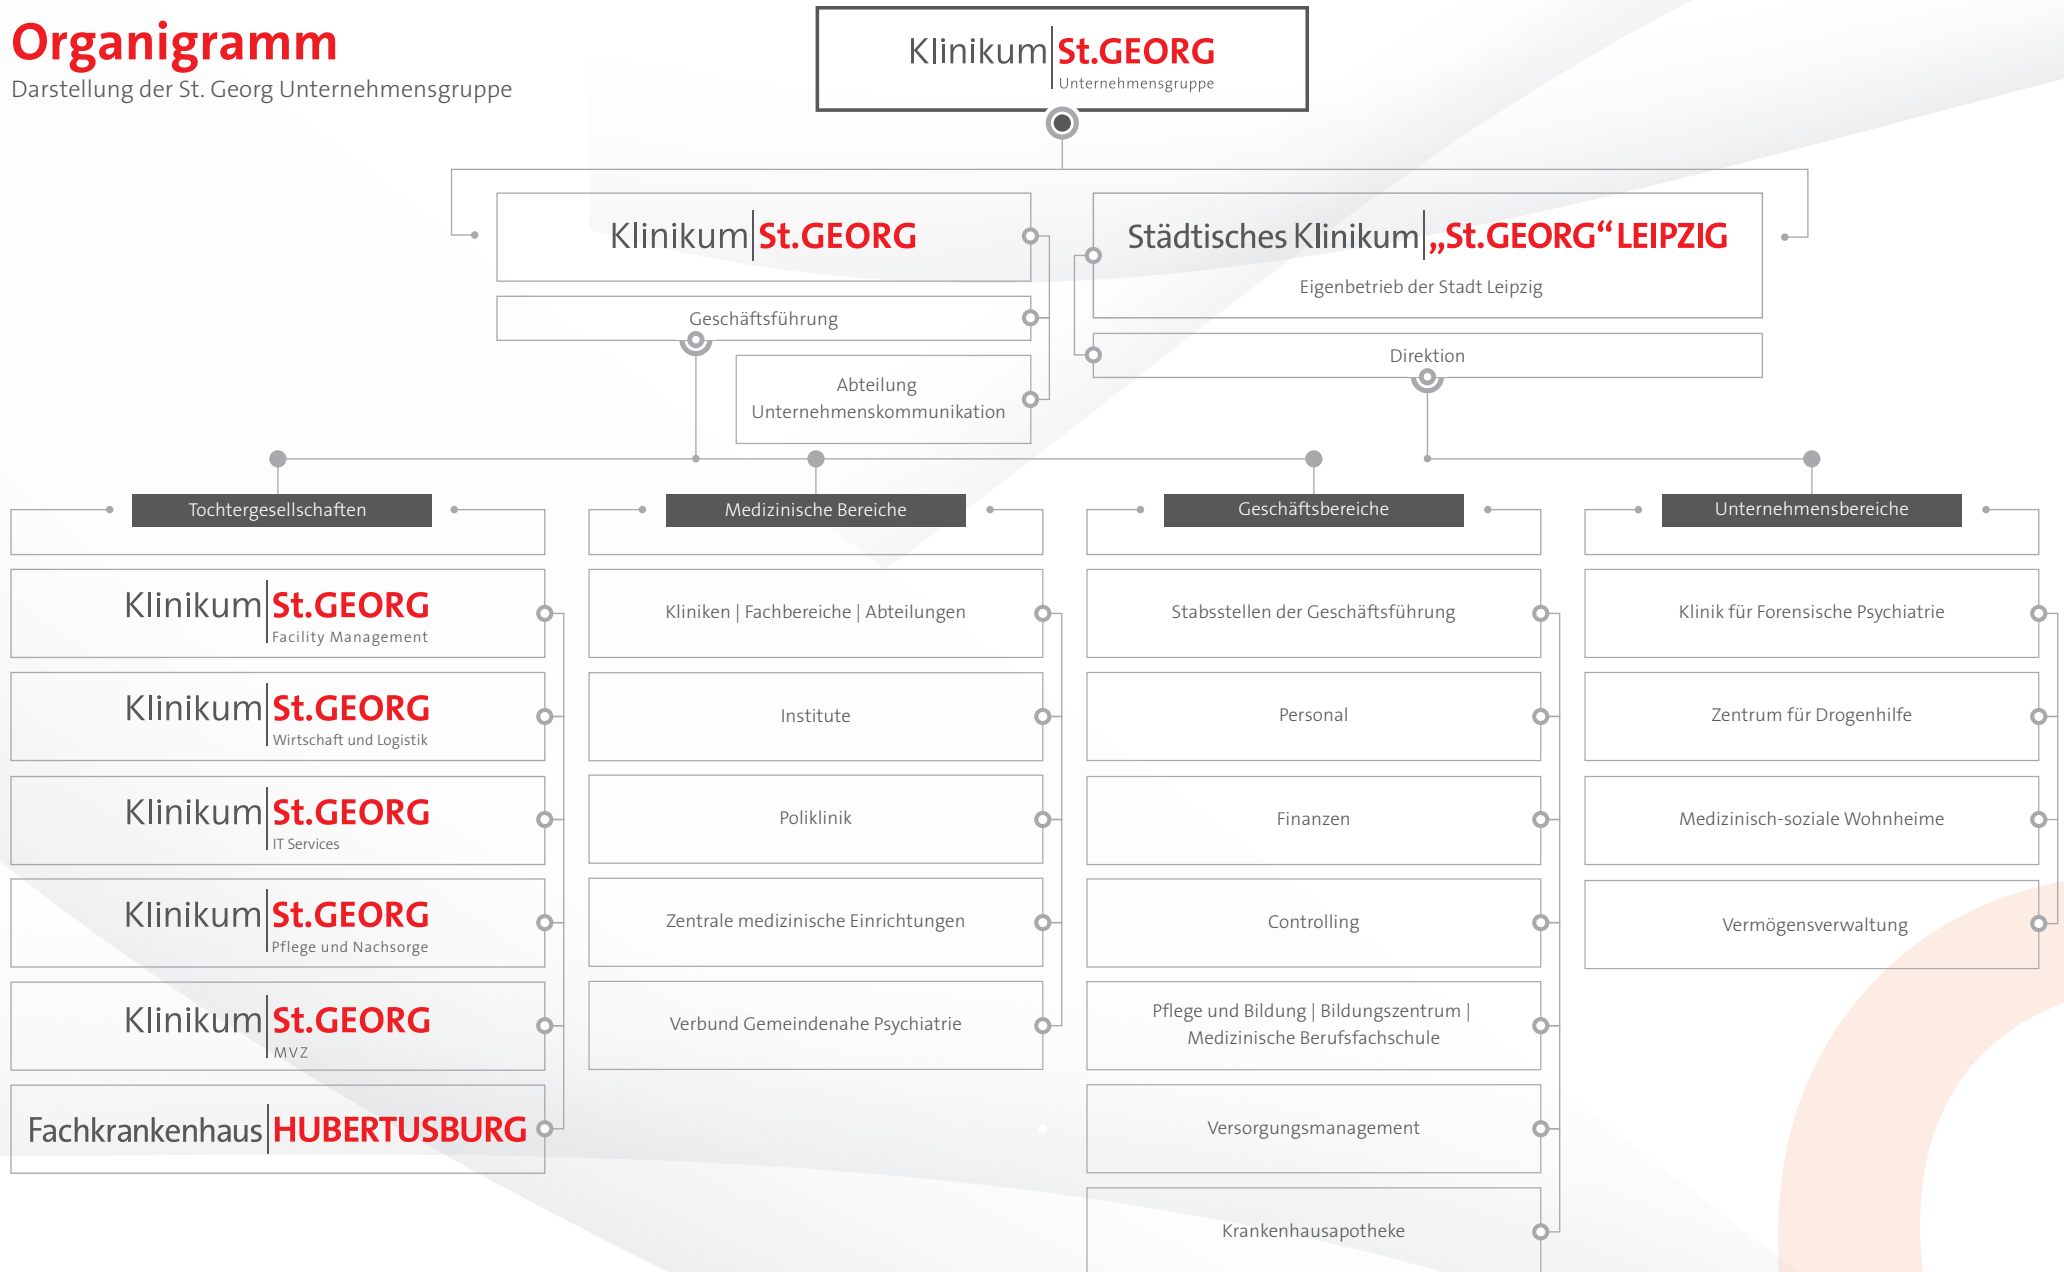 Organigramm
Darstellung der St. Georg Unternehmensgruppe
Klinikum St.GEORG
Unternehmensgruppe
Klinikum St.GEORG
Geschäftsführung
Abteilung
Unternehmenskommunikation
Städtisches Klinikum „St.GEORG“ LEIPZIG
Eigenbetrieb der Stadt Leipzig
Direktion
Tochtergesellschaften
Klinikum St.GEORG
Facility Management
Klinikum St.GEORG
Wirtschaft und Logistik
Klinikum St.GEORG
IT Services
Klinikum St.GEORG
Pflege und Nachsorge
Klinikum St.GEORG
MVZ
Fachkrankenhaus HUBERTUSBURG
Medizinische Bereiche
Kliniken | Fachbereiche | Abteilungen
Institute
Poliklinik
Zentrale medizinische Einrichtungen
Verbund Gemeindenahe Psychiatrie
Geschäftsbereiche
Stabsstellen der Geschäftsführung
Personal
Finanzen
Controlling
Pflege und Bildung | Bildungszentrum |
Medizinische Berufsfachschule
Versorgungsmanagement
Krankenhausapotheke
Unternehmensbereiche
Klinik für Forensische Psychiatrie
Zentrum für Drogenhilfe
Medizinisch-soziale Wohnheime
Vermögensverwaltung